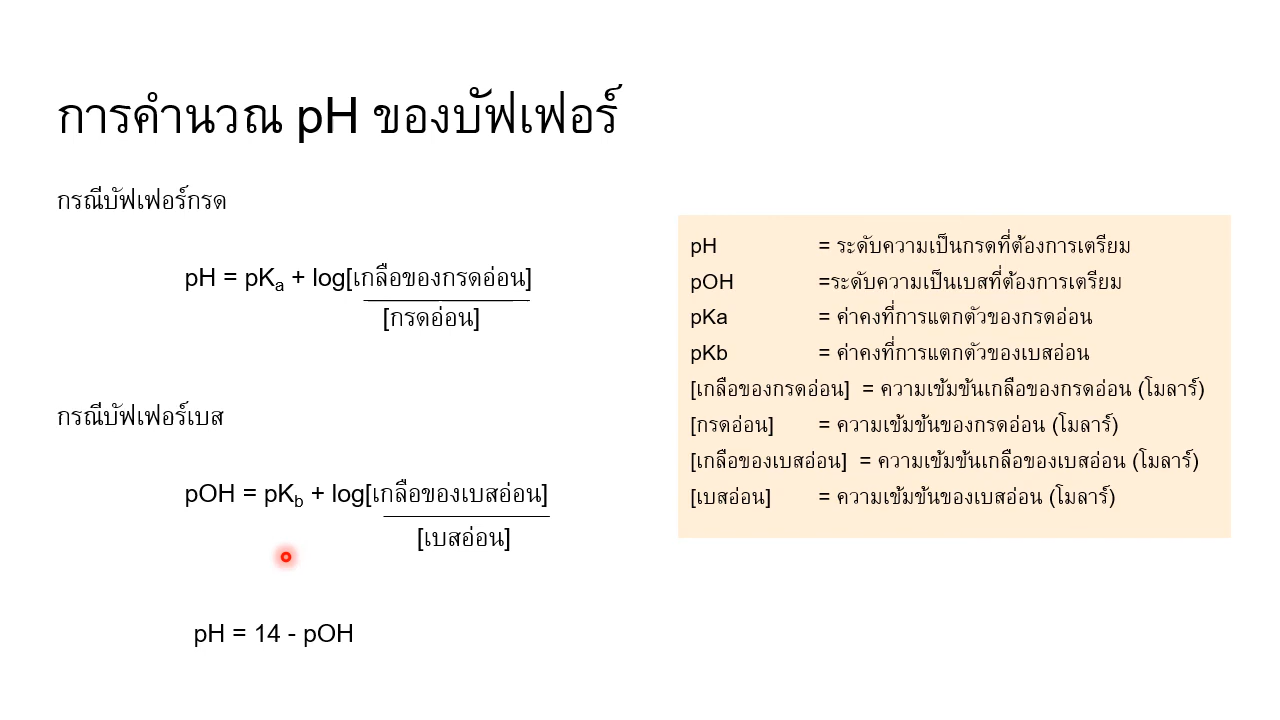 การคำนวณ pH ของบัฟเฟอร์
กรณีบัฟเฟอร์กรด
pH = pKa + log[เกลือของกรดอ่อน]
[กรดอ่อน]
กรณีบัฟเฟอร์เบส
pOH = pKb + log[เกลือของเบสอ่อน]
[เบสอ่อน]
pH = 14 - pOH
pH = ระดับความเป็นกรดที่ต้องการเตรียม
pOH =ระดับความเป็นเบสที่ต้องการเตรียม
pKa = ค่าคงที่การแตกตัวของกรดอ่อน
pKb = ค่าคงที่การแตกตัวของเบสอ่อน
[เกลือของกรดอ่อน] = ความเข้มข้นเกลือของกรดอ่อน (โมลาร์)
[กรดอ่อน] = ความเข้มข้นของกรดอ่อน (โมลาร์)
[เกลือของเบสอ่อน] = ความเข้มข้นเกลือของเบสอ่อน (โมลาร์)
[เบสอ่อน] = ความเข้มข้นของเบสอ่อน (โมลาร์)